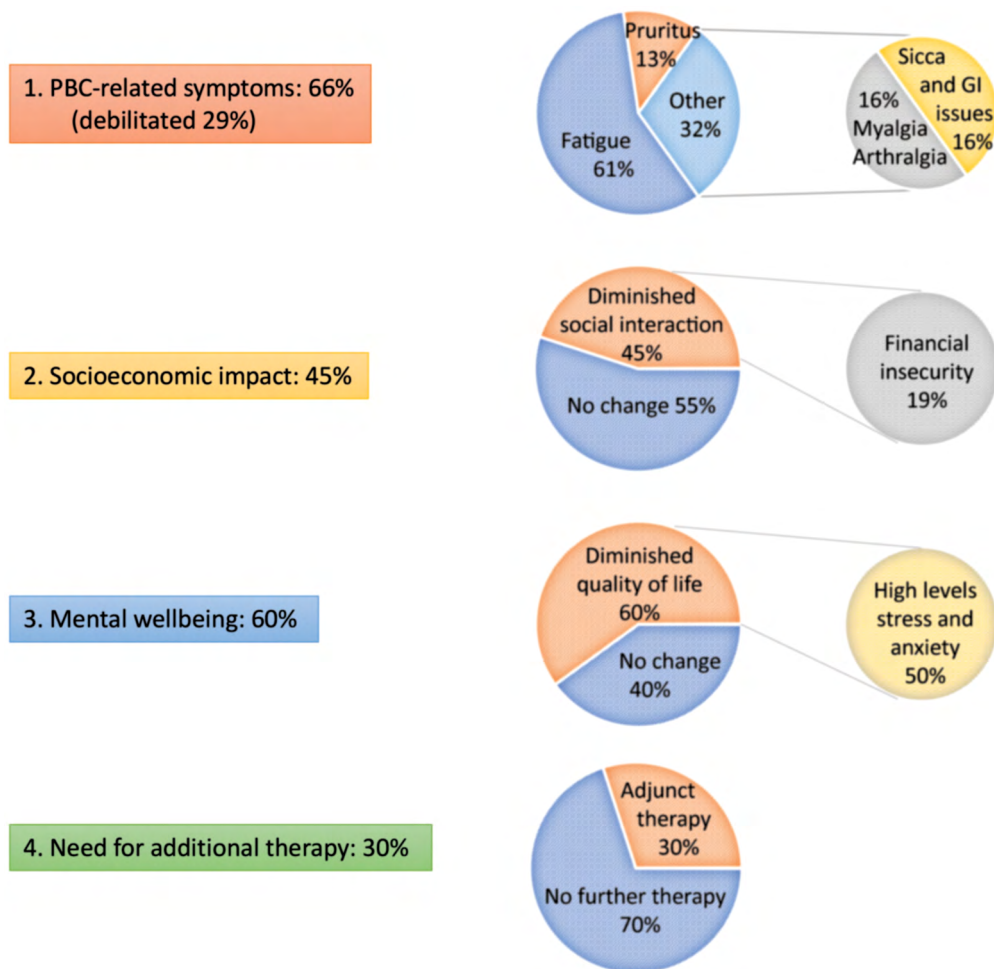 1. PBC-related symptoms: 66%
(debilitated 29%)
Pruritus
13%
Other
32%
Fatigue
61%
Sicca
and GI
issues
16%
16%
Myalgia
Arthralgia
2. Socioeconomic impact: 45%
Diminished
social interaction
45%
No change 55%
Financial
insecurity
19%
3. Mental wellbeing: 60%
Diminished
quality of life
60%
No change
40%
High levels
stress and
anxiety
50%
4. Need for additional therapy: 30%
Adjunct
therapy
30%
No further therapy
70%